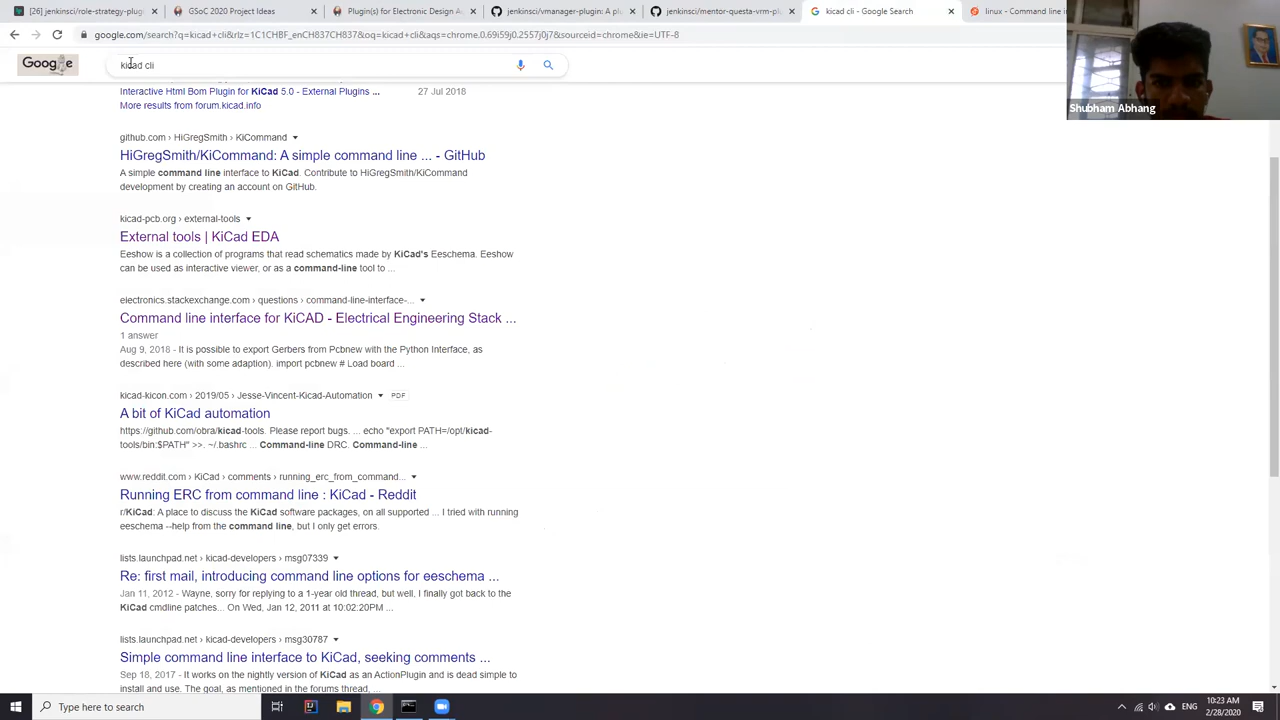 [26] jenkinsci/role-strategy-plugi
GSoC 2020 Project Ideas
Plugin(s) for Electronic Design A
jenkinsci/vmanager-plugin: A pl
jenkinsci/mentor-questa-vrm-pl
kicad cli - Google Search
linux - Command line in
google.com/search?q=kicad+cli&rlz=1C1CHBF_enCH837CH837&oq=kicad+cli&aqs=chrome.0.69i59j0l2.2557j0j7&sourceid=chrome&ie=UTF-8
Google
kicad cli
Shubham Abhang
Interactive Html Bom Plugin for KiCad 5.0 - External Plugins ...
27 Jul 2018
More results from forum.kicad.info
github.com › HiGregSmith › KiCommand
HiGregSmith/KiCommand: A simple command line ... - GitHub
A simple command line interface to KiCad. Contribute to HiGregSmith/KiCommand
development by creating an account on GitHub.
kicad-pcb.org › external-tools
External tools | KiCad EDA
Eeshow is a collection of programs that read schematics made by KiCad's Eeschema. Eeshow
can be used as interactive viewer, or as a command-line tool to ...
electronics.stackexchange.com › questions › command-line-interface-...
Command line interface for KiCAD - Electrical Engineering Stack ...
1 answer
Aug 9, 2018 - It is possible to export Gerbers from Pcbnew with the Python Interface, as
described here (with some adaption). import pcbnew # Load board ...
kicad-kicon.com › 2019/05 › Jesse-Vincent-Kicad-Automation
PDF
A bit of KiCad automation
https://github.com/obra/kicad-tools. Please report bugs. ... echo "export PATH=/opt/kicad-
tools/bin:$PATH" >>. ~/.bashrc ... Command-line DRC. Command-line ...
www.reddit.com › KiCad › comments › running_erc_from_command...
Running ERC from command line : KiCad - Reddit
r/KiCad: A place to discuss the KiCad software packages, on all supported ... I tried with running
eeschema --help from the command line, but I only get errors.
lists.launchpad.net › kicad-developers › msg07339
Re: first mail, introducing command line options for eeschema ...
Jan 11, 2012 - Wayne, sorry for replying to a 1-year old thread, but well, I finally got back to the
KiCad cmdline patches... On Wed, Jan 12, 2011 at 10:02:20PM ...
lists.launchpad.net › kicad-developers › msg30787
Simple command line interface to KiCad, seeking comments ...
Sep 18, 2017 - It works on the nightly version of KiCad as an ActionPlugin and is dead simple to
install and use. The goal, as mentioned in the forums thread, ...
Type here to search
ENG
10:23 AM
2/28/2020